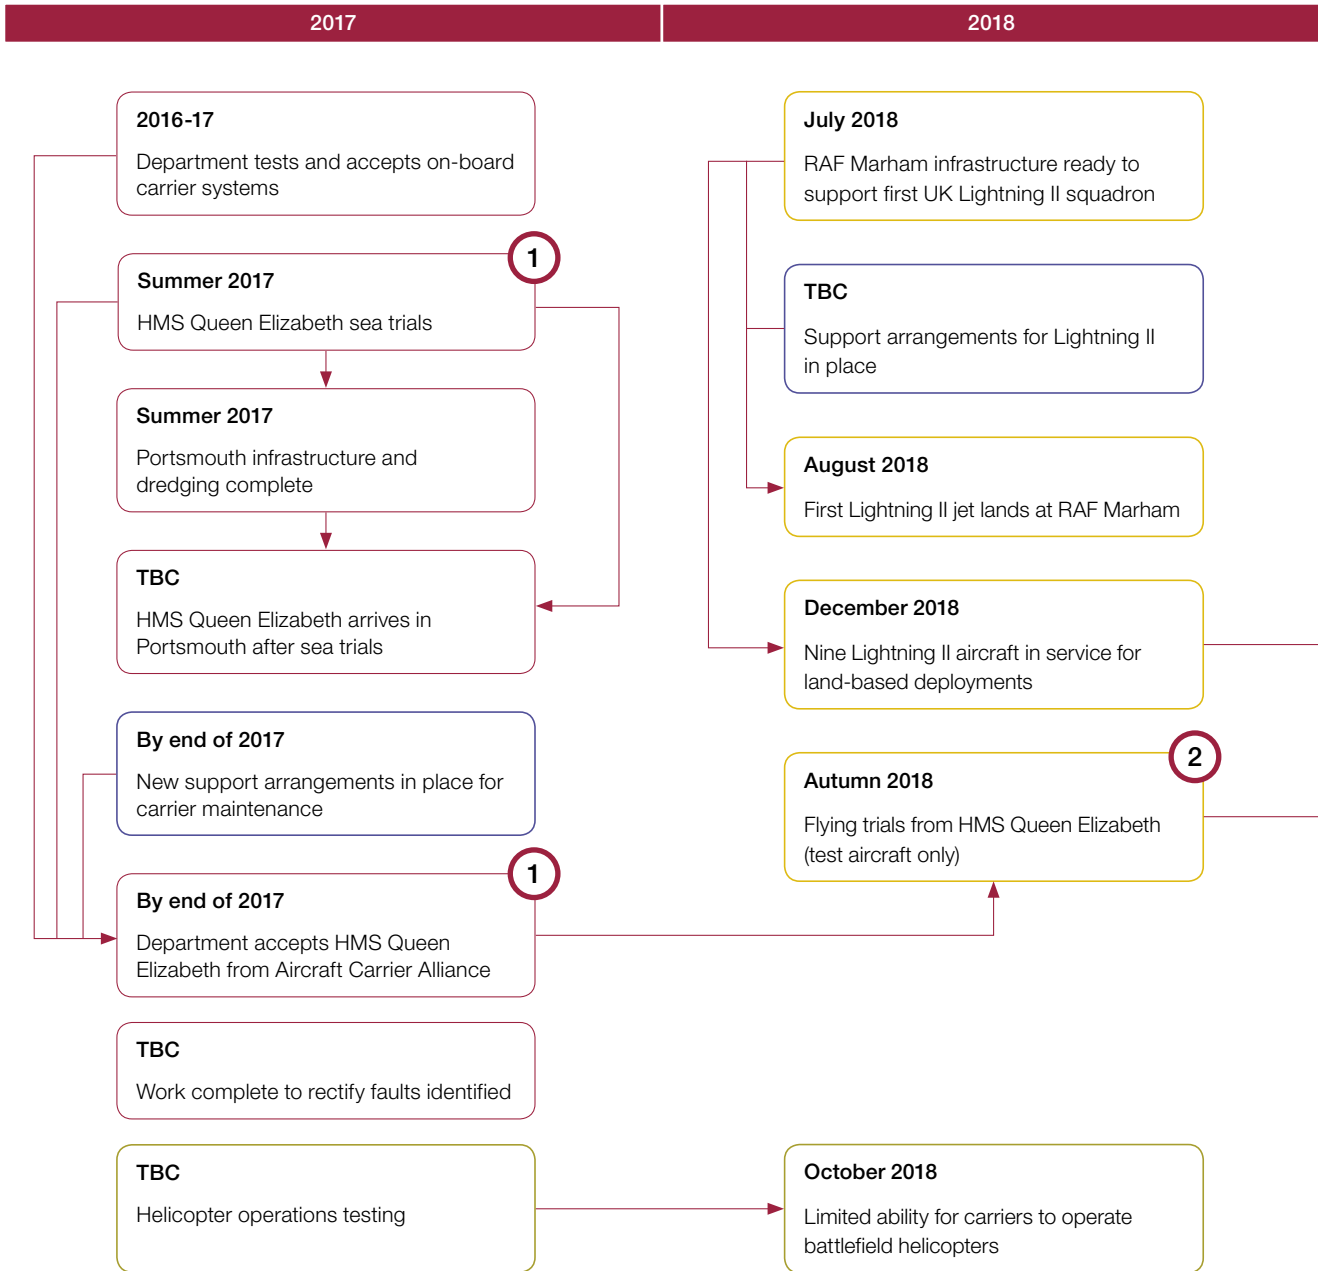 2017
2016-17
Department tests and accepts on-board
carrier systems
1
Summer 2017
HMS Queen Elizabeth sea trials
Summer 2017
Portsmouth infrastructure and
dredging complete
TBC
HMS Queen Elizabeth arrives in
Portsmouth after sea trials
By end of 2017
New support arrangements in place for
carrier maintenance
1
By end of 2017
Department accepts HMS Queen
Elizabeth from Aircraft Carrier Alliance
TBC
Work complete to rectify faults identified
TBC
Helicopter operations testing
2018
July 2018
RAF Marham infrastructure ready to
support first UK Lightning II squadron
TBC
Support arrangements for Lightning II
in place
August 2018
First Lightning II jet lands at RAF Marham
December 2018
Nine Lightning II aircraft in service for
land-based deployments
2
Autumn 2018
Flying trials from HMS Queen Elizabeth
(test aircraft only)
October 2018
Limited ability for carriers to operate
battlefield helicopters